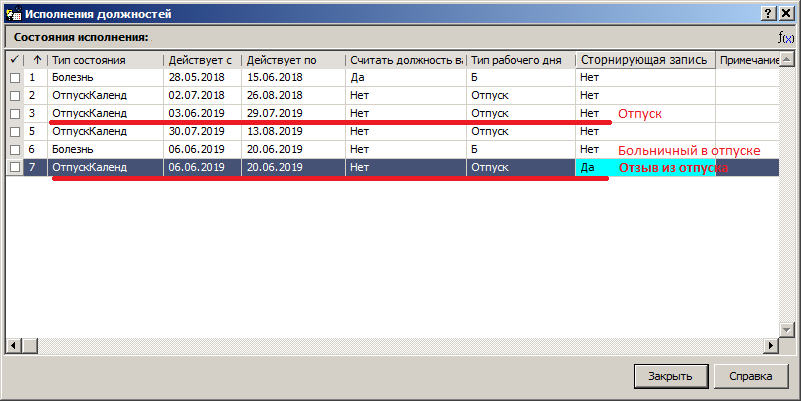 Исполнения должностей
Состояния исполнения:
f(x)
✓ ↑ Тип состояния Действует с Действует по Считать должность ва Тип рабочего дня Сторнирующая запись Примечание
1 Болезнь 28.05.2018 15.06.2018 Да Б Нет
2 ОтпускКаленд 02.07.2018 26.08.2018 Нет Отпуск Нет
3 ОтпускКаленд 03.06.2019 29.07.2019 Нет Отпуск Нет Отпуск
5 ОтпускКаленд 30.07.2019 13.08.2019 Нет Отпуск Нет
6 Болезнь 06.06.2019 20.06.2019 Нет Б Нет Больничный в отпуске
7 ОтпускКаленд 06.06.2019 20.06.2019 Нет Отпуск Да Отзыв из отпуска
Закрыть Справка